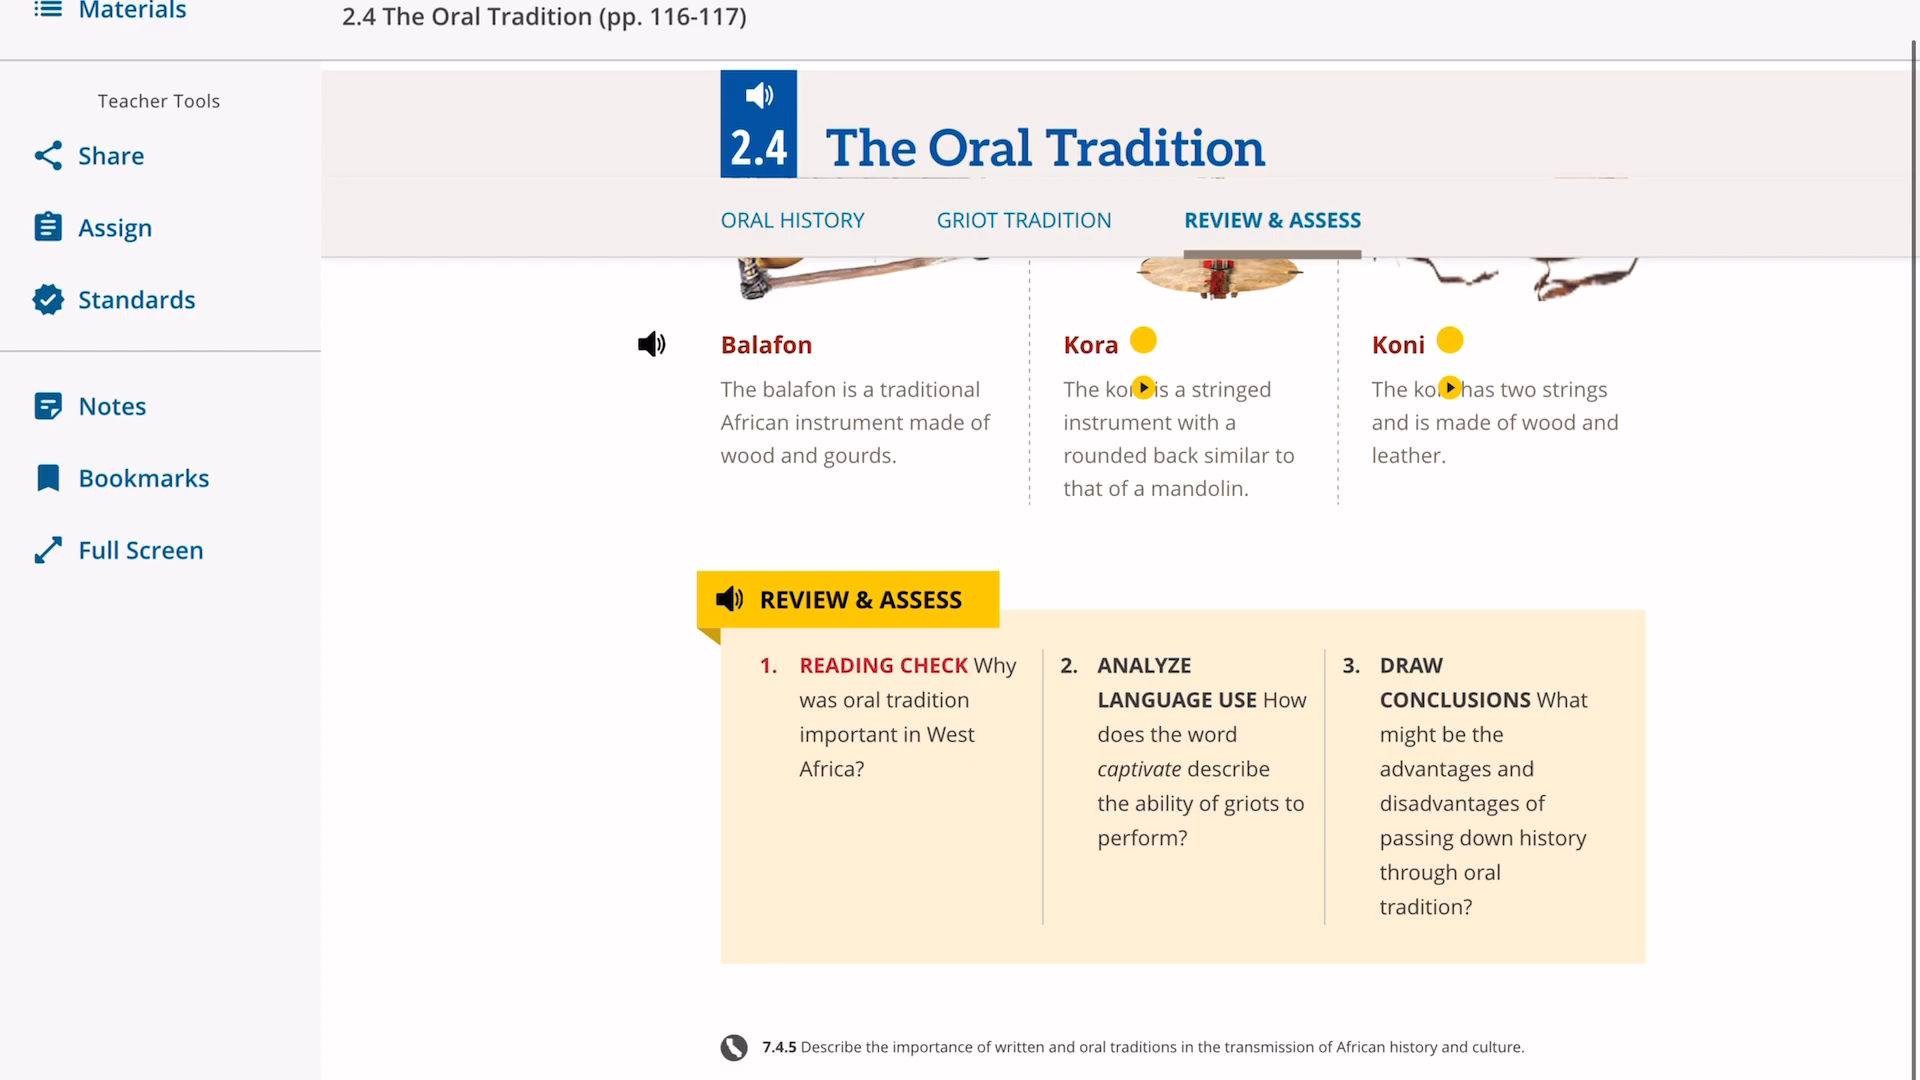 Materials
2.4 The Oral Tradition (pp. 116-117)
Teacher Tools
Share
Assign
Standards
Notes
Bookmarks
Full Screen
2.4
The Oral Tradition
ORAL HISTORY
GRIOT TRADITION
REVIEW & ASSESS
Balafon
The balafon is a traditional
African instrument made of
wood and gourds.
Kora
The is a stringed
instrument with a
rounded back similar to
that of a mandolin.
Koni
The has two strings
and is made of wood and
leather.
REVIEW & ASSESS
1. READING CHECK Why
was oral tradition
important in West
Africa?
2. ANALYZE
LANGUAGE USE How
does the word
captivate describe
the ability of griots to
perform?
3. DRAW
CONCLUSIONS What
might be the
advantages and
disadvantages of
passing down history
through oral
tradition?
7.4.5 Describe the importance of written and oral traditions in the transmission of African history and culture.